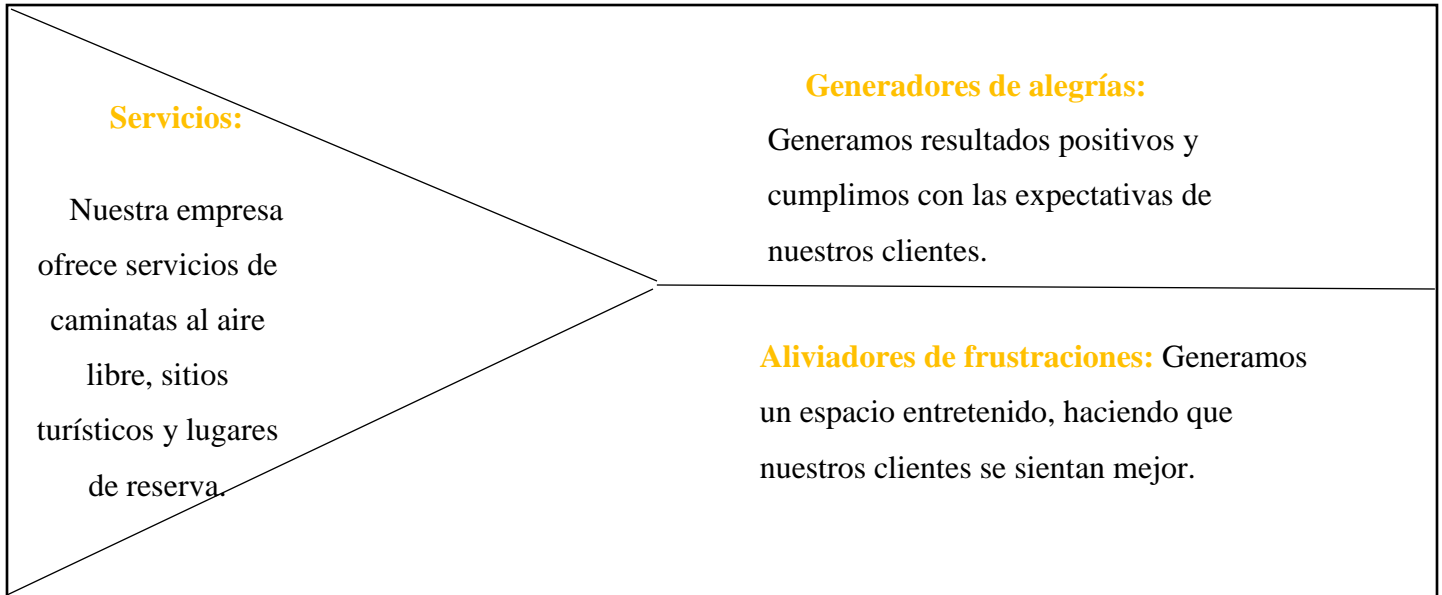 Servicios:
Nuestra empresa
ofrece servicios de
caminatas al aire
libre, sitios
turísticos y lugares
de reserva.
Generadores de alegrías:
Generamos resultados positivos y
cumplimos con las expectativas de
nuestros clientes.
Aliviadores de frustraciones: Generamos
un espacio entretenido, haciendo que
nuestros clientes se sientan mejor.